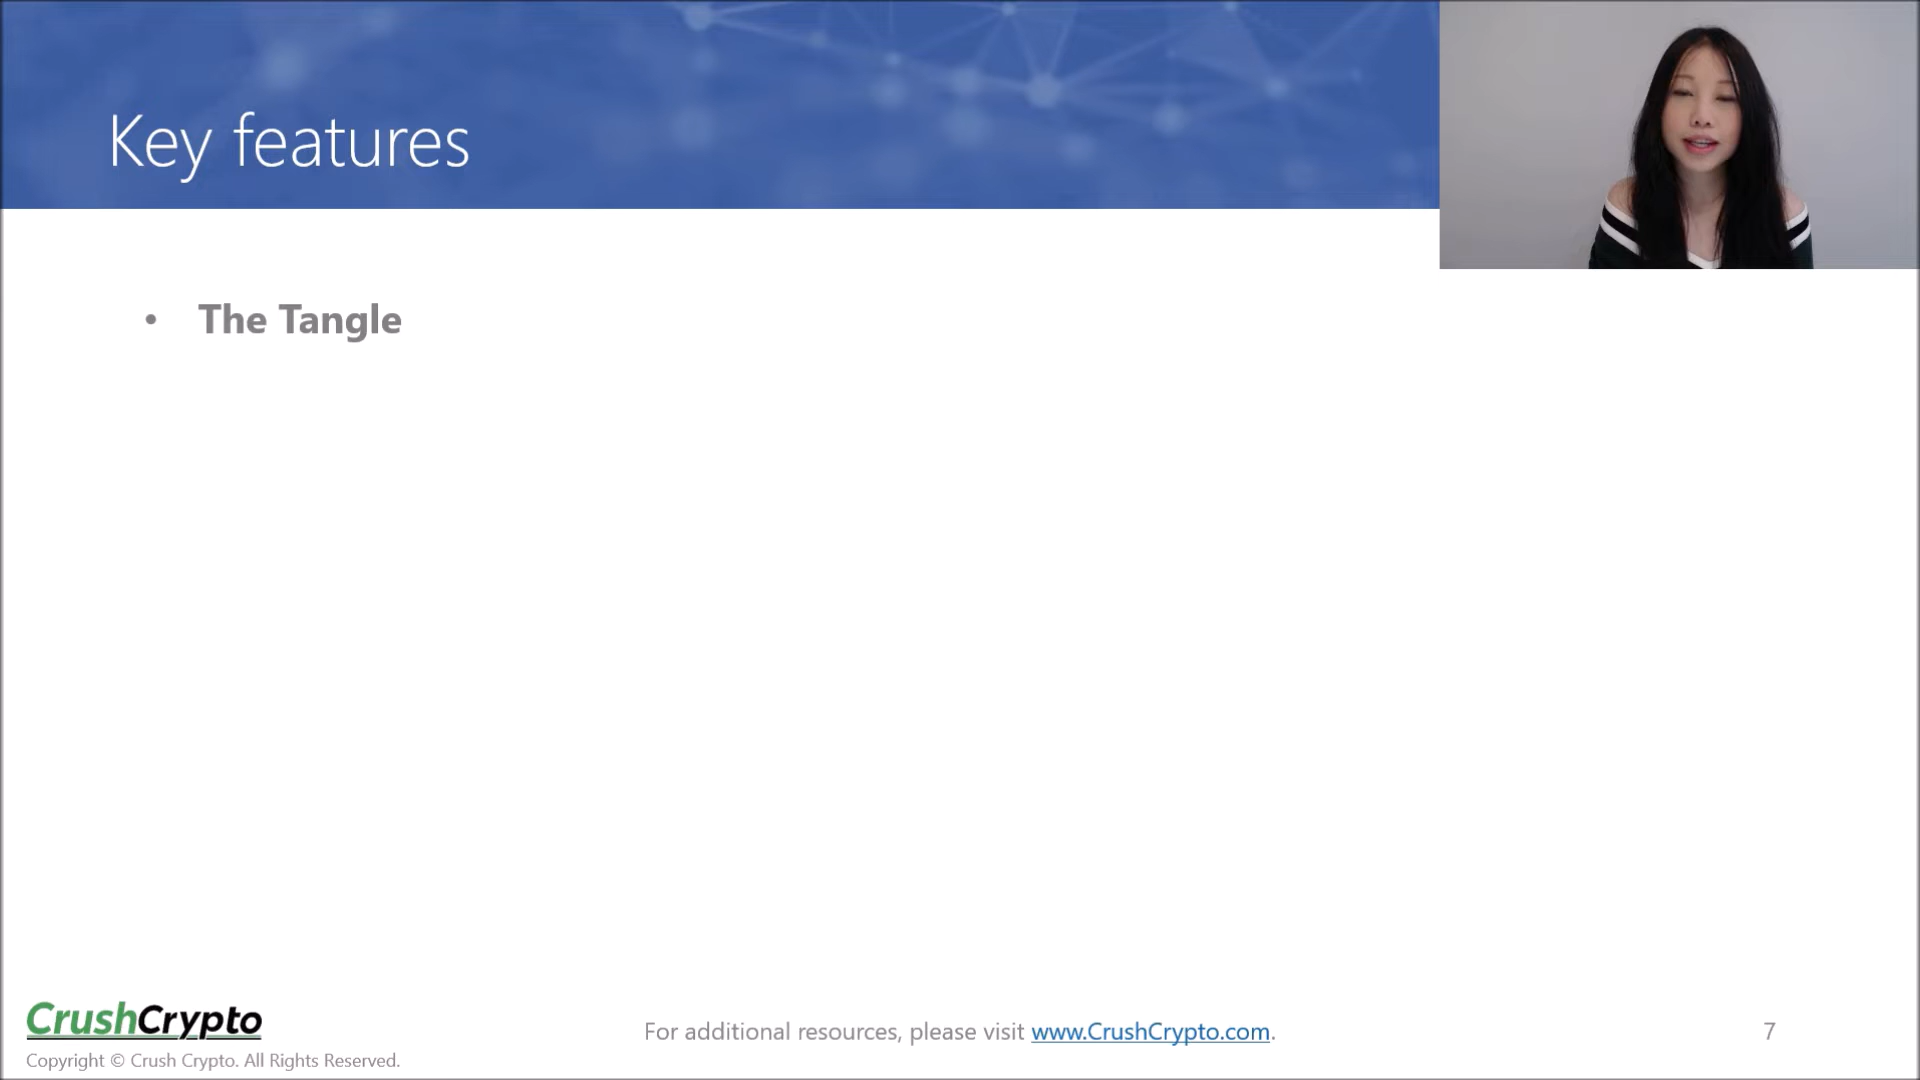 Key features
• The Tangle
CrushCrypto
Copyright © Crush Crypto. All Rights Reserved.
For additional resources, please visit www.CrushCrypto.com.
7